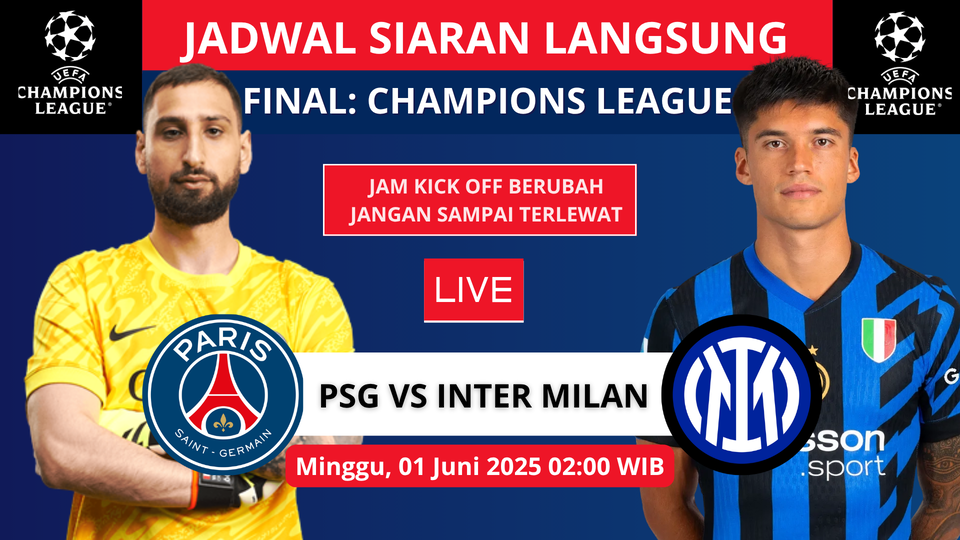 JADWAL SIARAN LANGSUNG
UEFA
CHAMPIONS
LEAGUE
FINAL: CHAMPIONS LEAGUE
UEFA
CHAMPIONS
LEAGUE
JAM KICK OFF BERUBAH
JANGAN SAMPAI TERLEWAT
LIVE
PARIS
SAINT - GERMAIN
PSG VS INTER MILAN
sson
.sport
Minggu, 01 Juni 2025 02:00 WIB